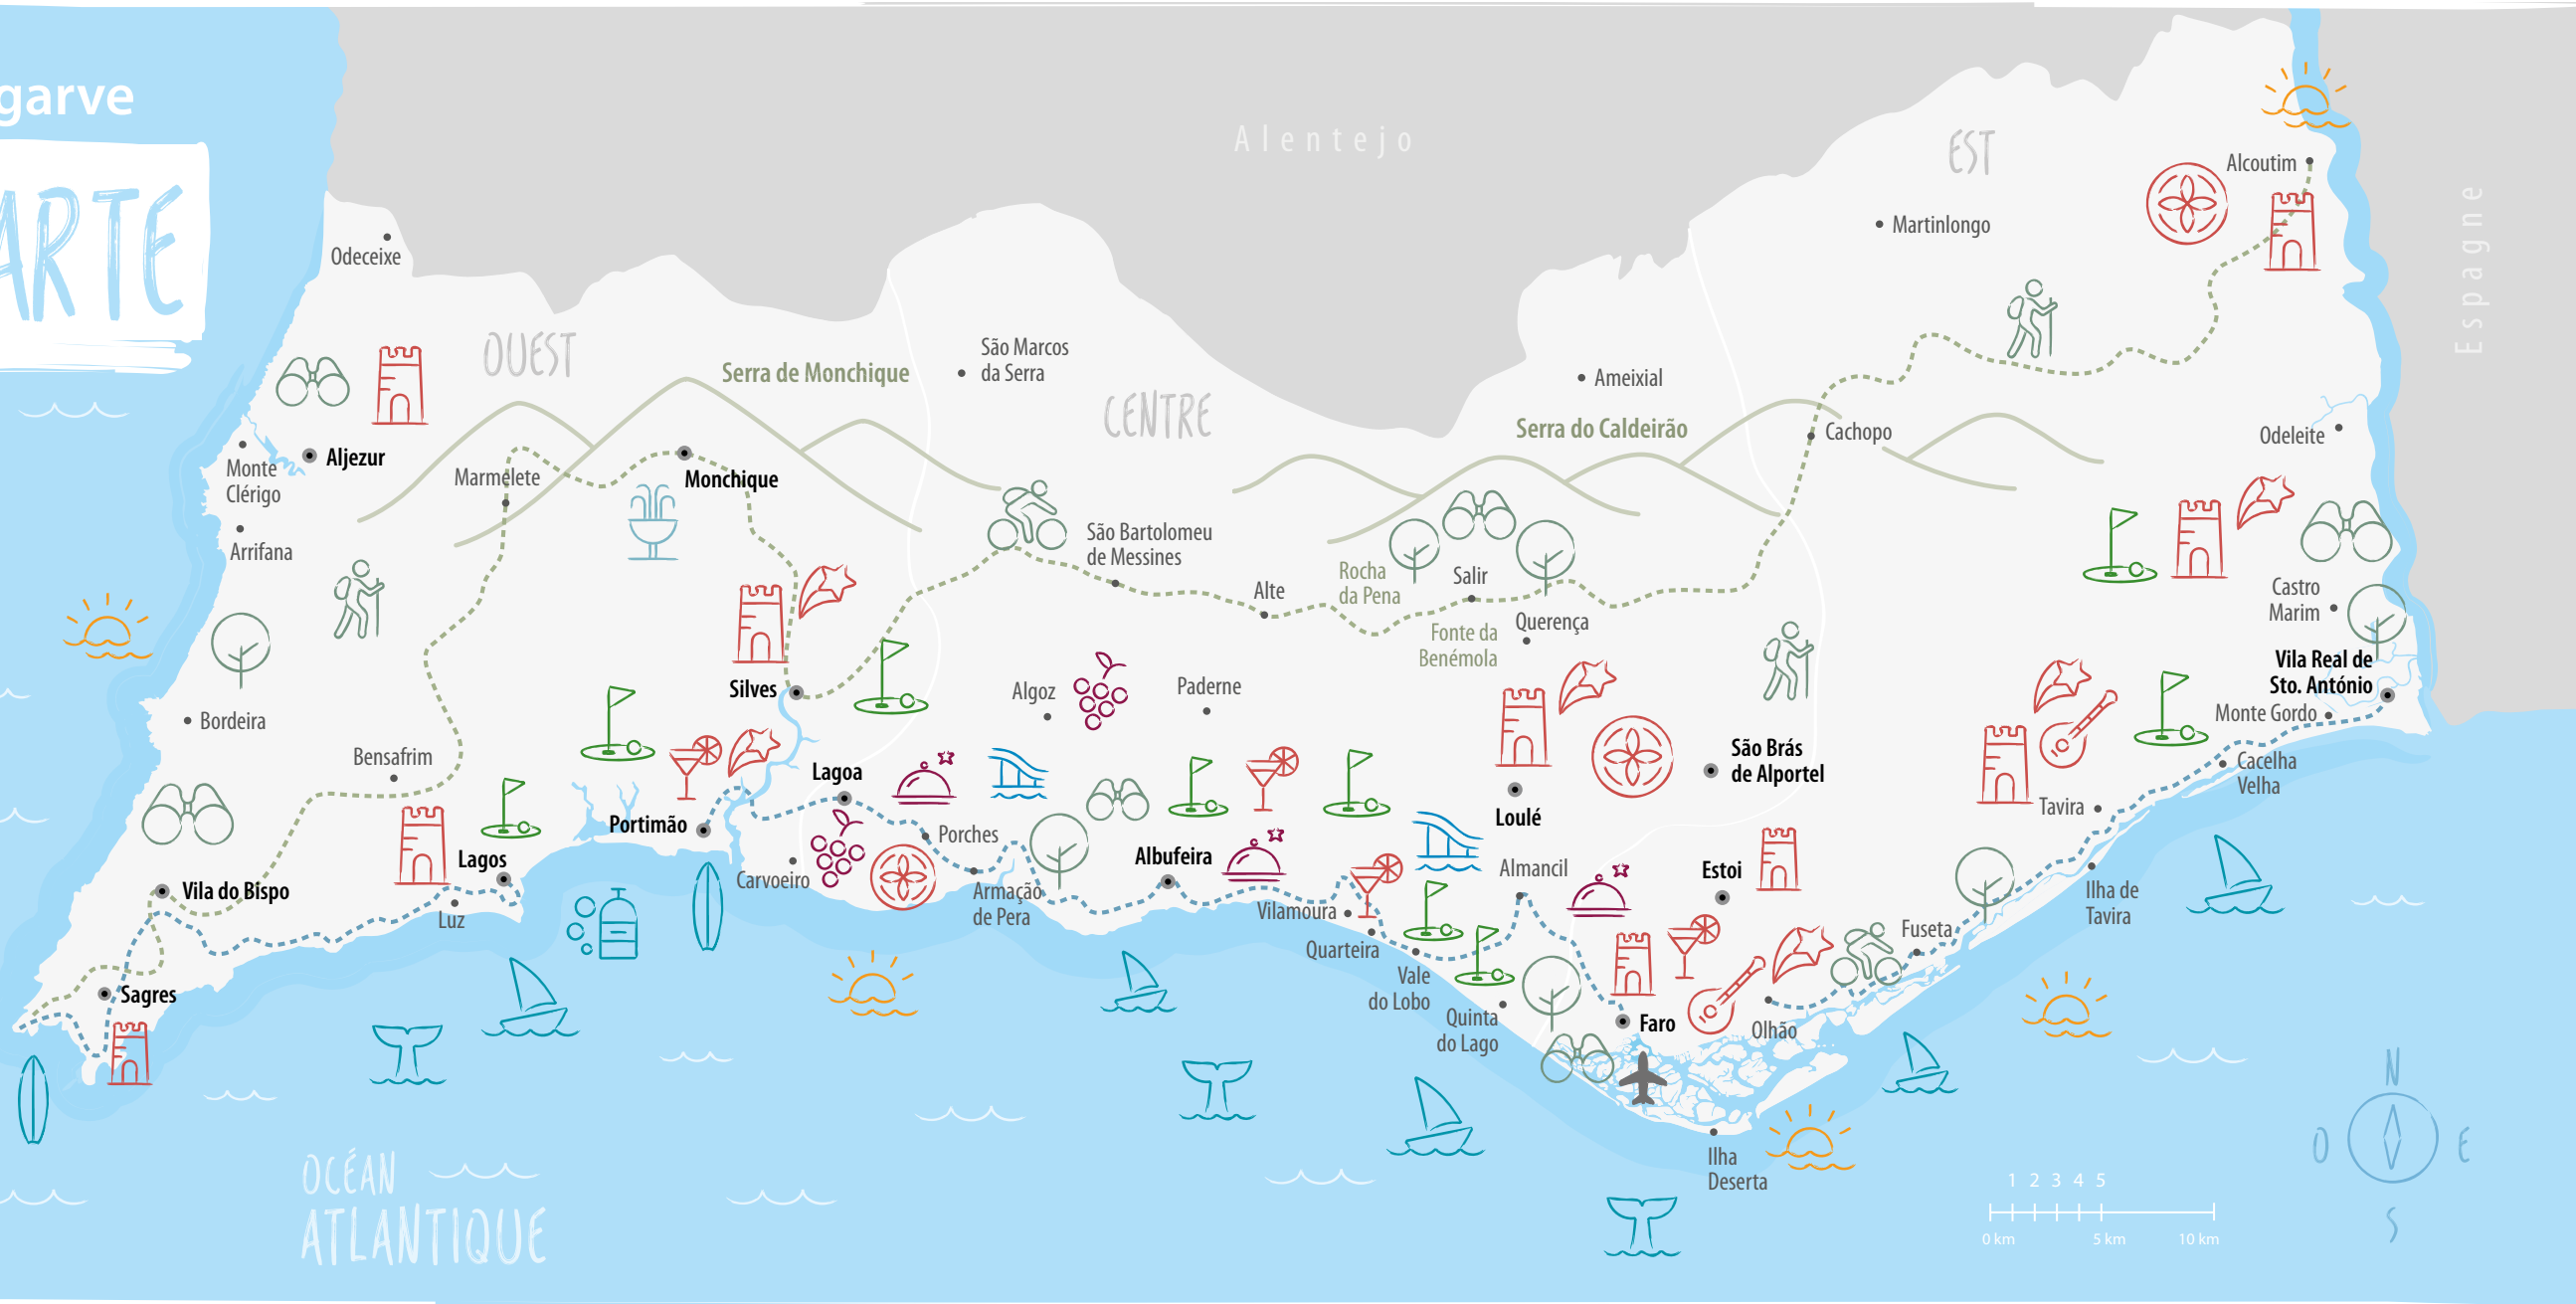 garve
ARTE
Alentejo
Espagne
OUEST
CENTRE
EST
Odeceixe
Alcoutim
Martinlongo
São Marcos
da Serra
Serra de Monchique
Ameixial
Serra do Caldeirão
Cachopo
Odeleite
Monte
Clérigo
Aljezur
Marmelete
Monchique
Arrifana
São Bartolomeu
de Messines
Alte
Rocha
da Pena
Salir
Querença
Fonte da
Benémola
Castro
Marim
Vila Real de
Sto. António
Monte Gordo
Silves
Algoz
Paderne
Bordeira
Bensafrim
Lagoa
São Brás
de Alportel
Loulé
Cacelha
Velha
Tavira
Portimão
Porches
Lagos
Carvoeiro
Armação
de Pera
Albufeira
Almancil
Estoi
Vila do Bispo
Luz
Vilamoura
Quarteira
Vale
do Lobo
Quinta
do Lago
Ilha de
Tavira
Fuseta
Sagres
Faro
Olhão
Ilha
Deserta
OCÉAN
ATLANTIQUE
N
O
E
S
1 2 3 4 5
0 km 5 km 10 km